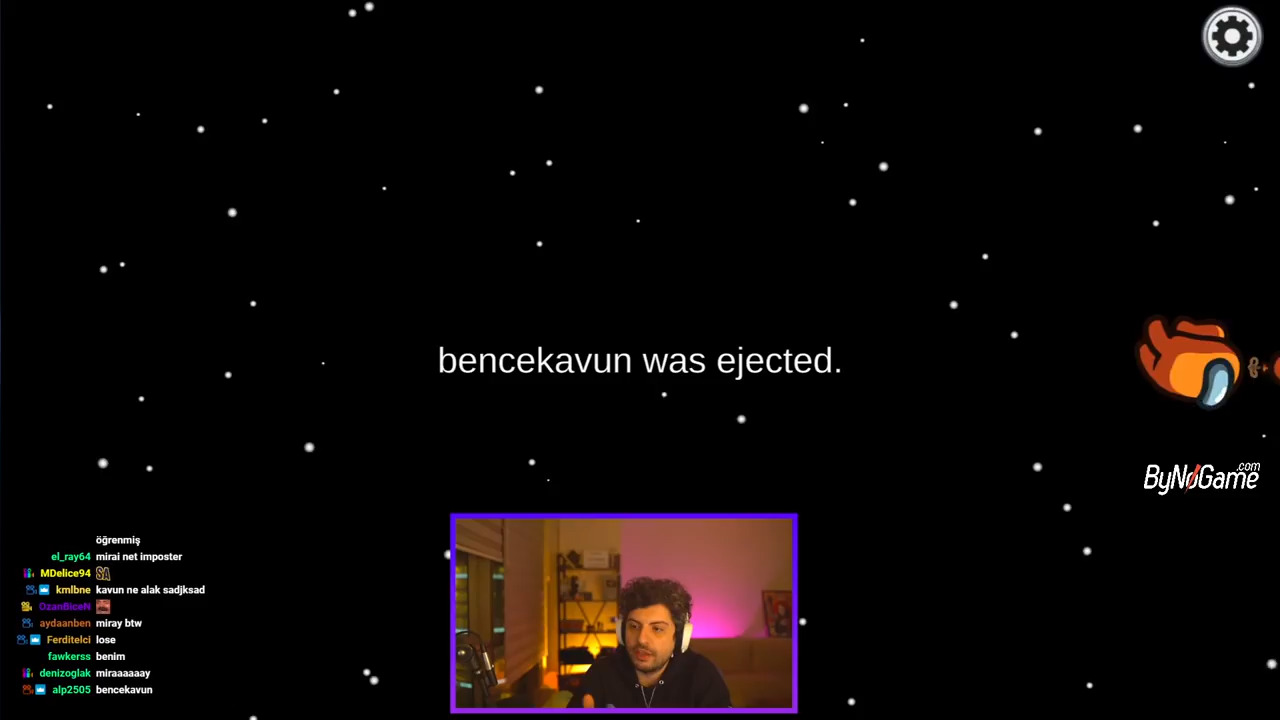 bencekavun was ejected.
ByNoGame
.com
öğrenmiş
el_ray64 mirai net imposter
MDelice94 SA
kmlbne kavun ne alak sadjksad
OzanBiceN
aydaanben miray btw
Ferditelci lose
fawkerss benim
denizoglak miraaaaaay
alp2505 bencekavun